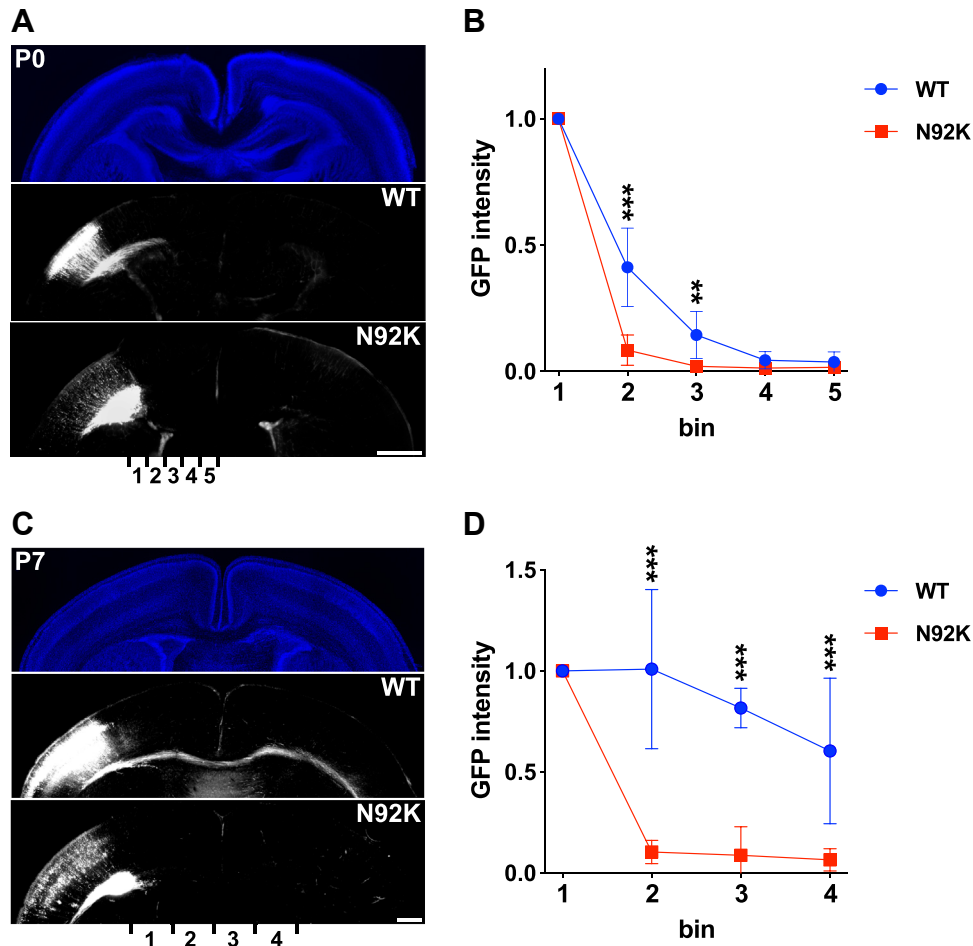 A
P0
WT
N92K
1 2 3 4 5
B
WT
N92K
GFP intensity
1.0
0.5
0.0
***
**
1 2 3 4 5
bin
C
P7
WT
N92K
1 2 3 4
D
WT
N92K
GFP intensity
1.5
1.0
0.5
0.0
***
***
***
1 2 3 4
bin